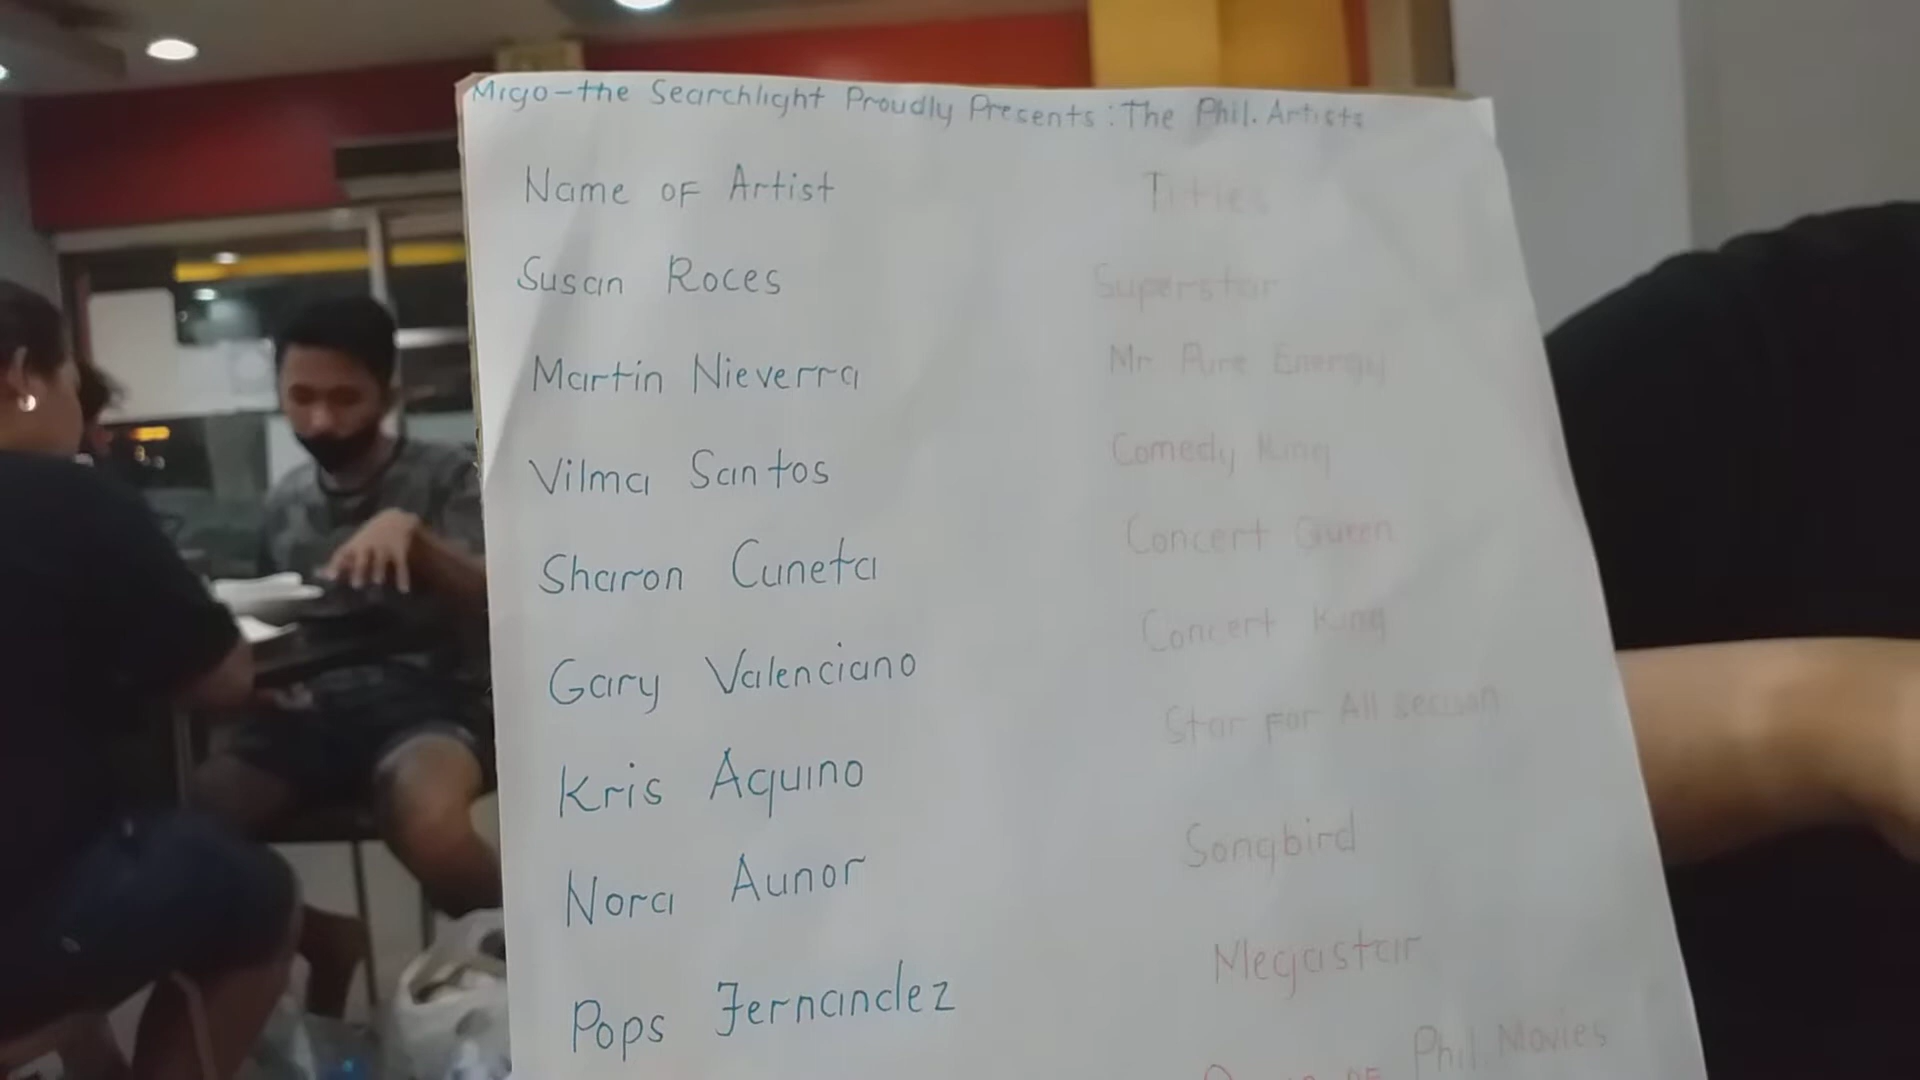 Migo-the Searchlight Proudly Presents: The Phil. Artists
Name of Artist Titles
Susan Roces Superstar
Martin Nieverra Mr Pure Energy
Vilma Santos Comedy King
Sharon Cuneta Concert Queen
Gary Valenciano Concert King
Kris Aquino Star For All season
Nora Aunor Songbird
Pops Fernandez Megastar
of Phil Movies